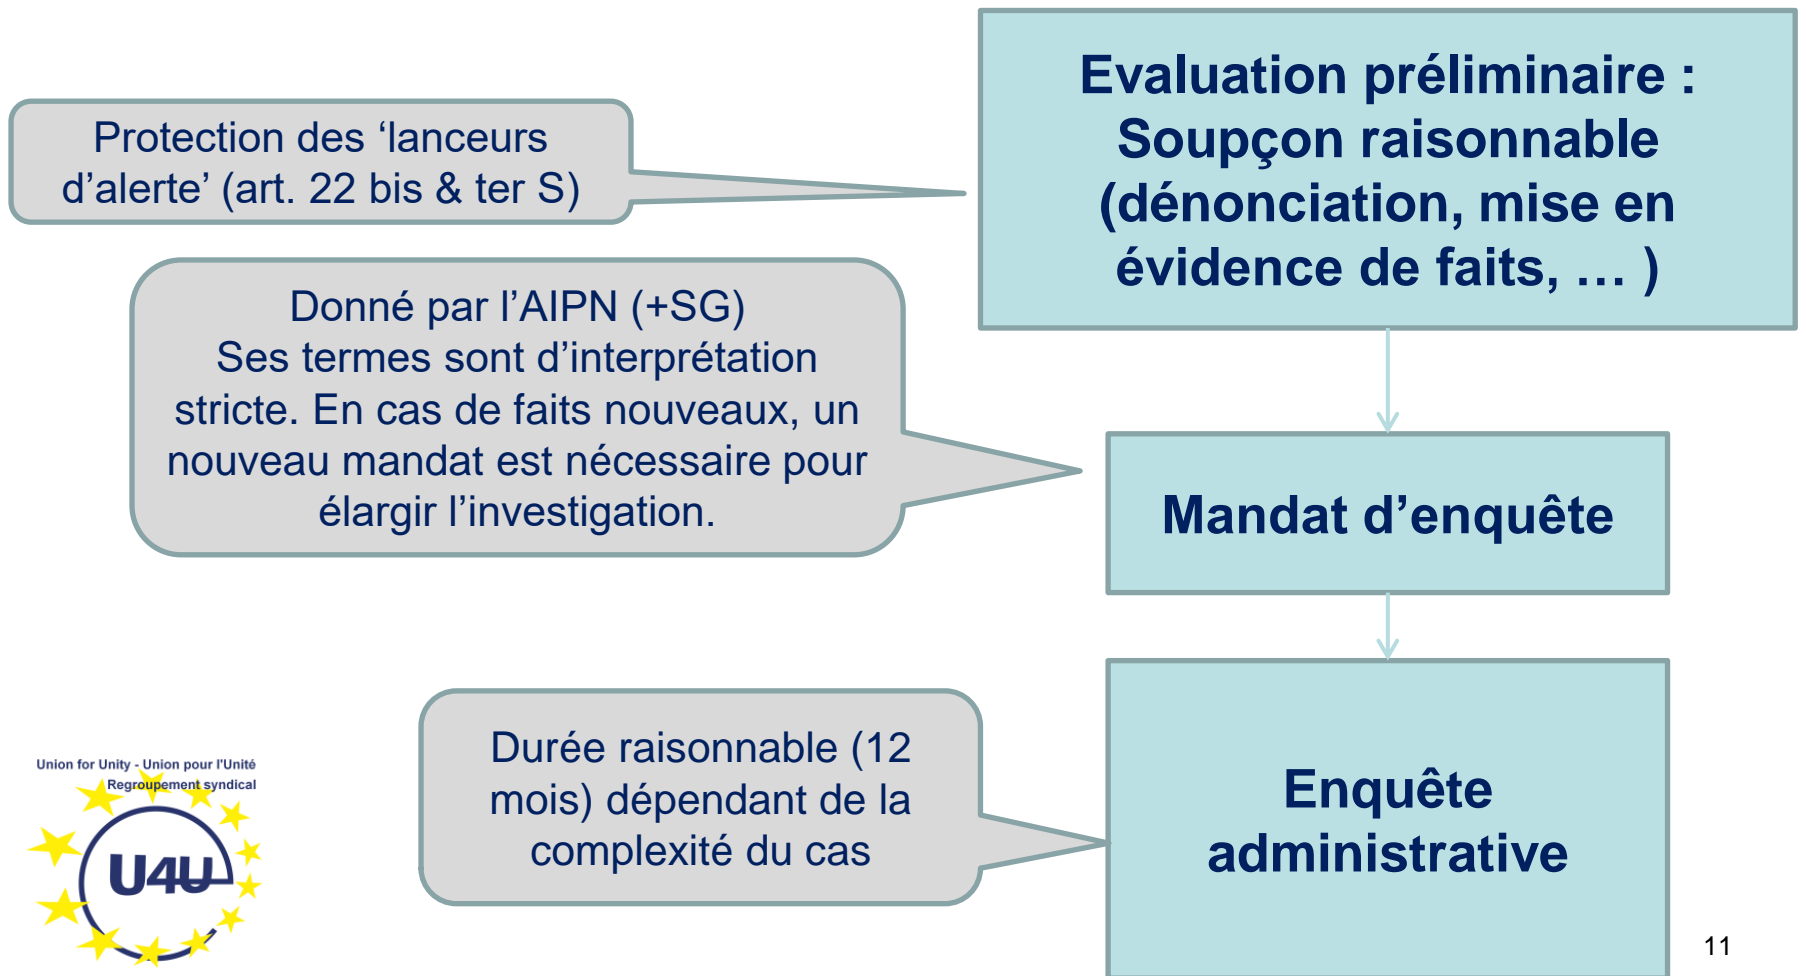 Evaluation préliminaire :
Soupçon raisonnable
(dénonciation, mise en
évidence de faits, … )
Protection des ‘lanceurs
d’alerte’ (art. 22 bis & ter S)
Donné par l’AIPN (+SG)
Ses termes sont d’interprétation
stricte. En cas de faits nouveaux, un
nouveau mandat est nécessaire pour
élargir l’investigation.
Mandat d’enquête
Durée raisonnable (12
mois) dépendant de la
complexité du cas
Enquête
administrative
Union for Unity - Union pour l'Unité
Regroupement syndical
U4U
11